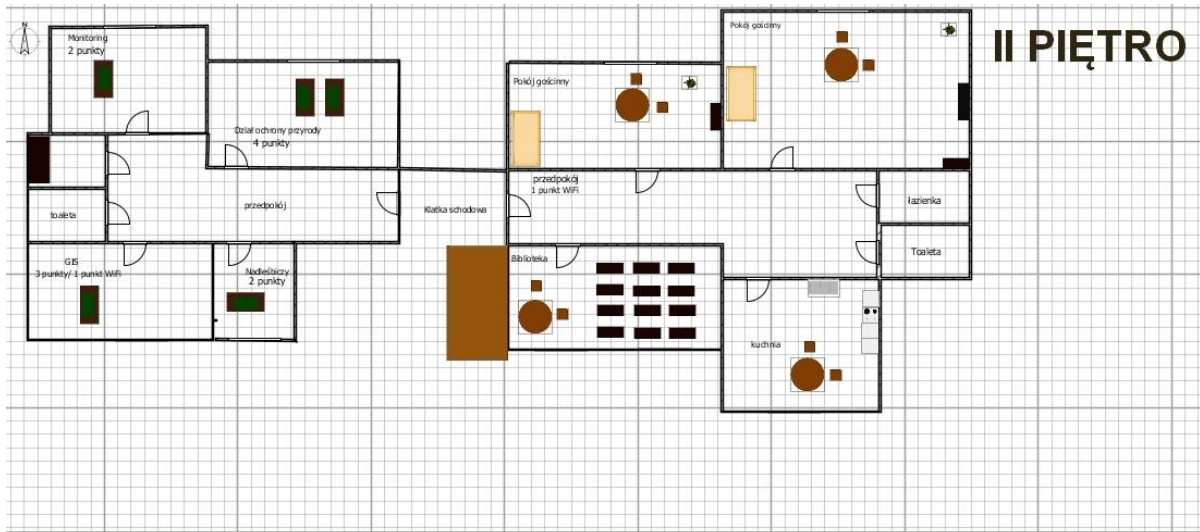 N
II PIĘTRO
Monitoring
2 punkty
Dział ochrony przyrody
4 punkty
Pokój gościnny
Pokój gościnny
toaleta
przedpokój
Klatka schodowa
przedpokój
1 punkt WiFi
łazienka
Toaleta
GIS
3 punkty/ 1 punkt WiFi
Nadleśbiczy
2 punkty
Biblioteka
kuchnia